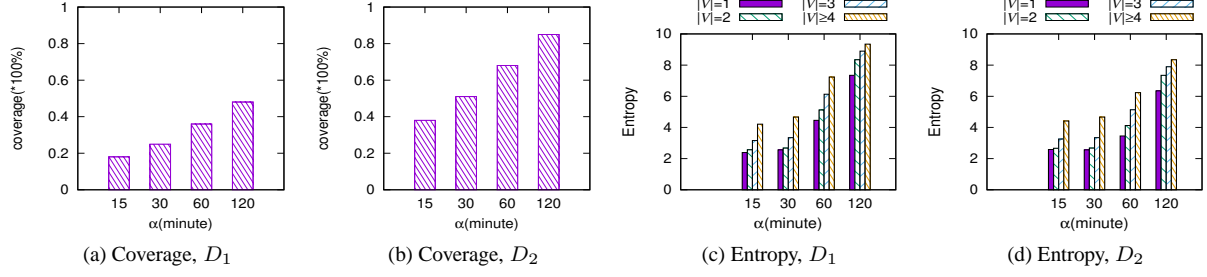 1
0.8
0.6
0.4
0.2
0
coverage(*100%)
15 30 60 120
α(minute)
(a) Coverage, D1
1
0.8
0.6
0.4
0.2
0
coverage(*100%)
15 30 60 120
α(minute)
(b) Coverage, D2
|V|=1 |V|=3
|V|=2 |V|≥4
10
8
6
4
2
0
Entropy
15 30 60 120
α(minute)
(c) Entropy, D1
|V|=1 |V|=3
|V|=2 |V|≥4
10
8
6
4
2
0
Entropy
15 30 60 120
α(minute)
(d) Entropy, D2